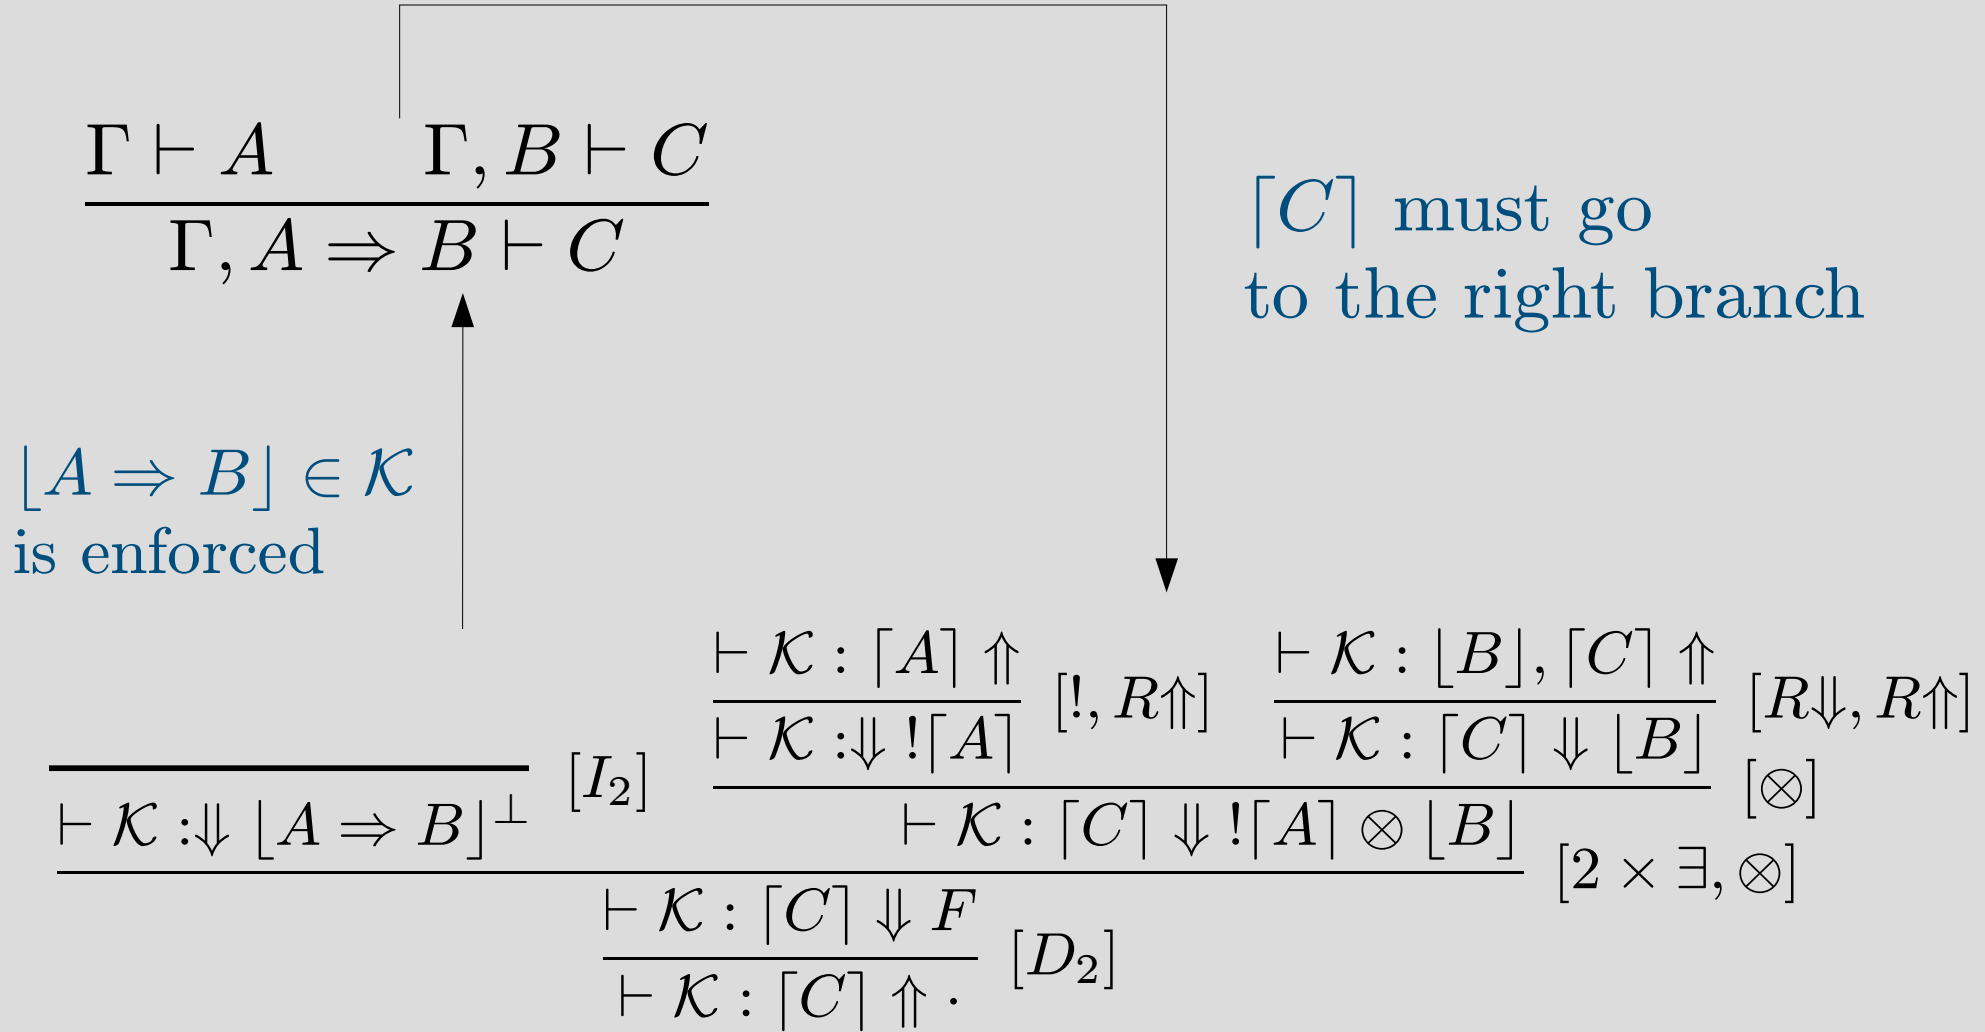 Γ ⊢ A    Γ, B ⊢ C
Γ, A ⇒ B ⊢ C
⌈C⌉ must go
to the right branch
⌊A ⇒ B⌋ ∈ 𝒦
is enforced
⊢ 𝒦 : ⌈A⌉ ⇑    [!, R⇑]    ⊢ 𝒦 : ⌊B⌋, ⌈C⌉ ⇑    [R⇓, R⇑]
⊢ 𝒦 :⇓ !⌈A⌉    ⊢ 𝒦 : ⌈C⌉ ⇓ ⌊B⌋
[I₂]    [⊗]
⊢ 𝒦 :⇓ ⌊A ⇒ B⌋⊥    ⊢ 𝒦 : ⌈C⌉ ⇓ !⌈A⌉ ⊗ ⌊B⌋
[2 × ∃, ⊗]
⊢ 𝒦 : ⌈C⌉ ⇓ F
[D₂]
⊢ 𝒦 : ⌈C⌉ ⇑ ·